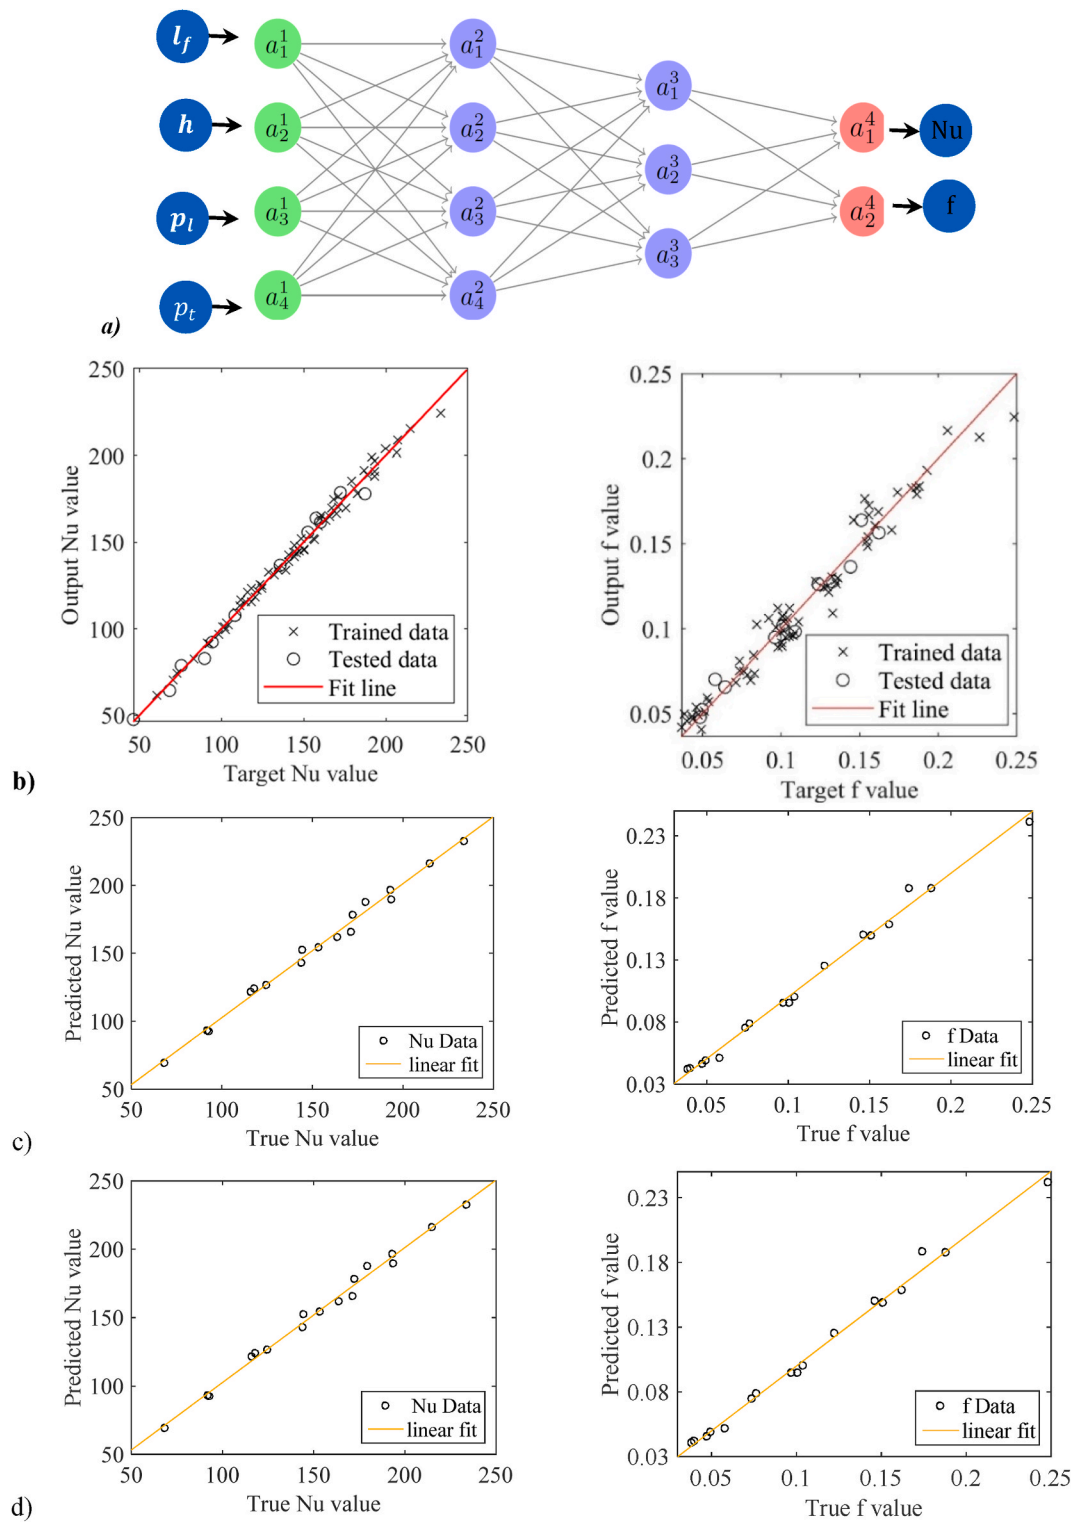 l_f
a_1^1
a_1^2
a_1^3
h
a_2^1
a_2^2
a_1^4
Nu
a_2^3
p_l
a_3^1
a_3^2
a_2^4
f
a_3^3
p_t
a_4^1
a_4^2
a)
250
200
150
100
50
Output Nu value
Trained data
Tested data
Fit line
50 100 150 200 250
Target Nu value
0.25
0.2
0.15
0.1
0.05
Output f value
Trained data
Tested data
Fit line
0.05 0.1 0.15 0.2 0.25
Target f value
b)
250
200
150
100
50
Predicted Nu value
Nu Data
linear fit
50 100 150 200 250
True Nu value
0.23
0.18
0.13
0.08
0.03
Predicted f value
f Data
linear fit
0.05 0.1 0.15 0.2 0.25
True f value
c)
250
200
150
100
50
Predicted Nu value
Nu Data
linear fit
50 100 150 200 250
True Nu value
0.23
0.18
0.13
0.08
0.03
Predicted f value
f Data
linear fit
0.05 0.1 0.15 0.2 0.25
True f value
d)